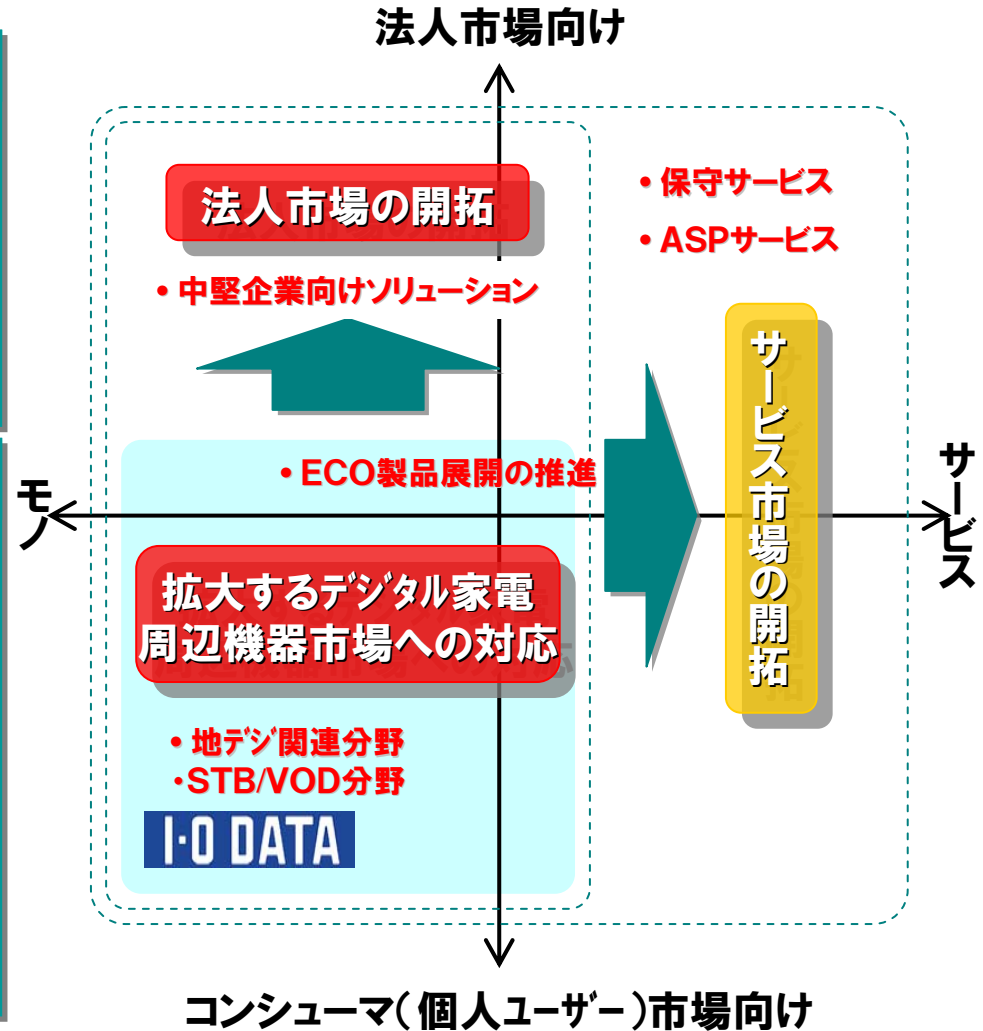 法人市場向け
法人市場の開拓
• 保守サービス
• ASPサービス
• 中堅企業向けソリューション
サービス市場の開拓
• ECO製品展開の推進
モノ
サービス
拡大するデジタル家電
周辺機器市場への対応
• 地デジ関連分野
・STB/VOD分野
I・O DATA
コンシューマ（個人ユーザー）市場向け